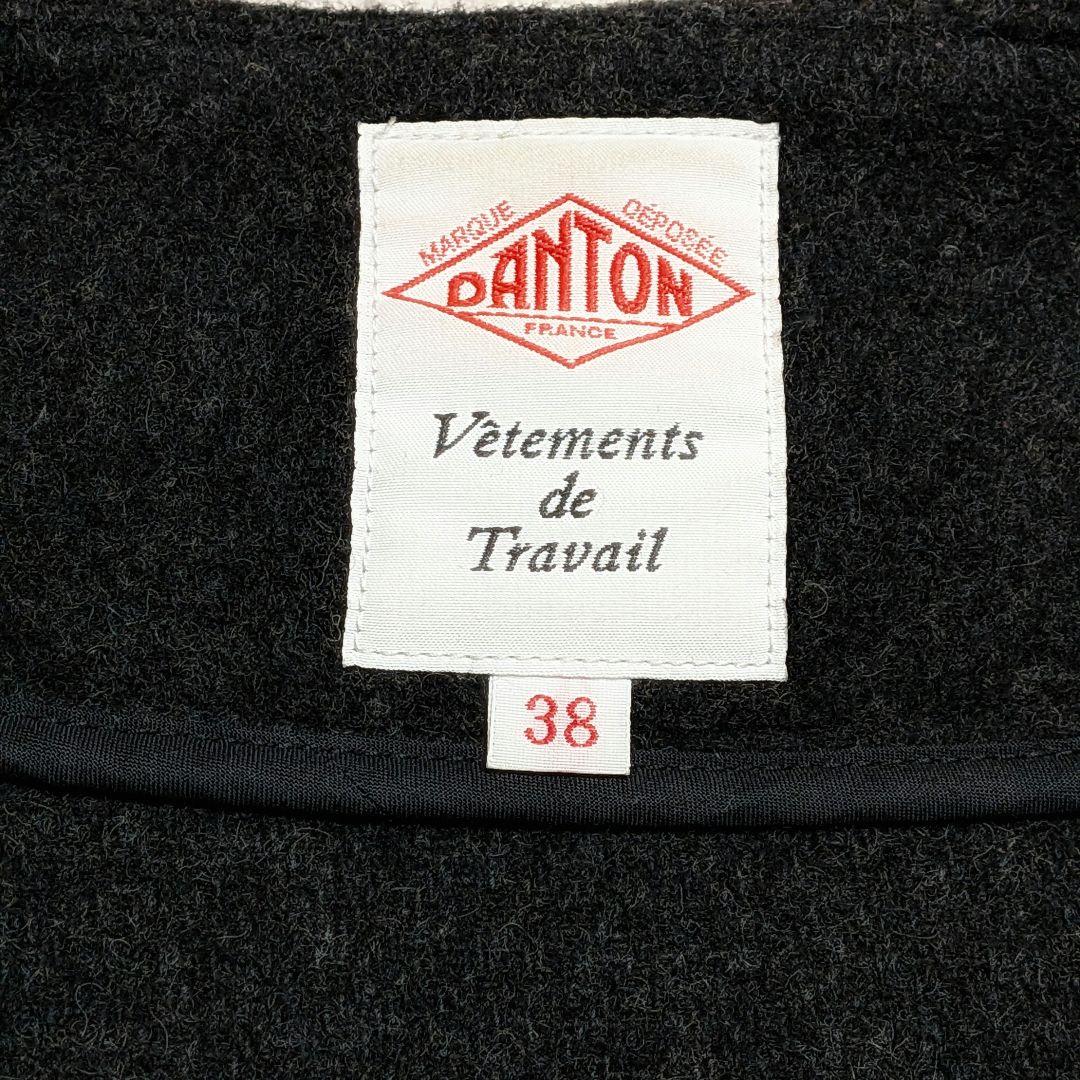 MARQUE DÉPOSÉE
DANTON
FRANCE
Vêtements
de
Travail
38